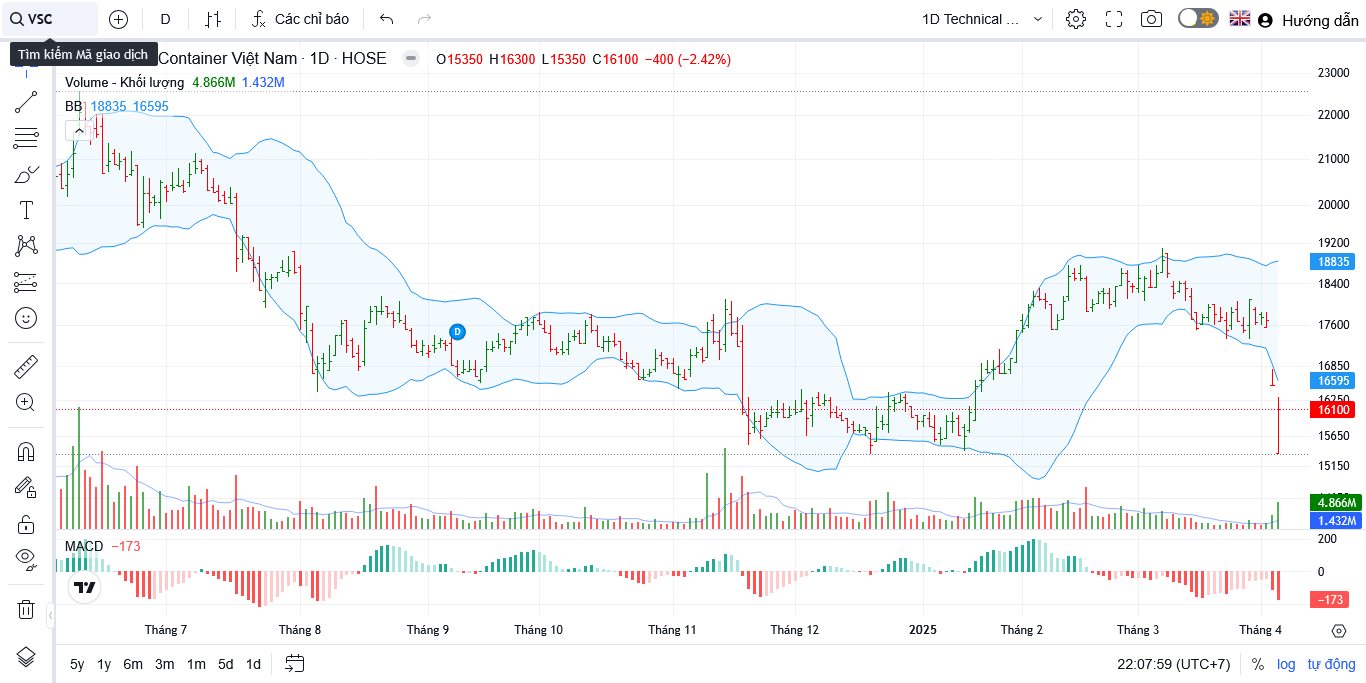 VSC
D
Các chỉ báo
1D Technical ...
Hướng dẫn
Tìm kiếm Mã giao dịch
Container Việt Nam · 1D · HOSE
O15350 H16300 L15350 C16100 −400 (−2.42%)
Volume - Khối lượng 4.866M 1.432M
BB 18835 16595
D
23000
22000
21000
20000
19200
18835
18400
17600
16850
16595
16250
16100
15650
15150
4.866M
1.432M
MACD −173
200
0
−173
Tháng 7
Tháng 8
Tháng 9
Tháng 10
Tháng 11
Tháng 12
2025
Tháng 2
Tháng 3
Tháng 4
5y 1y 6m 3m 1m 5d 1d
22:07:59 (UTC+7)
% log tự động